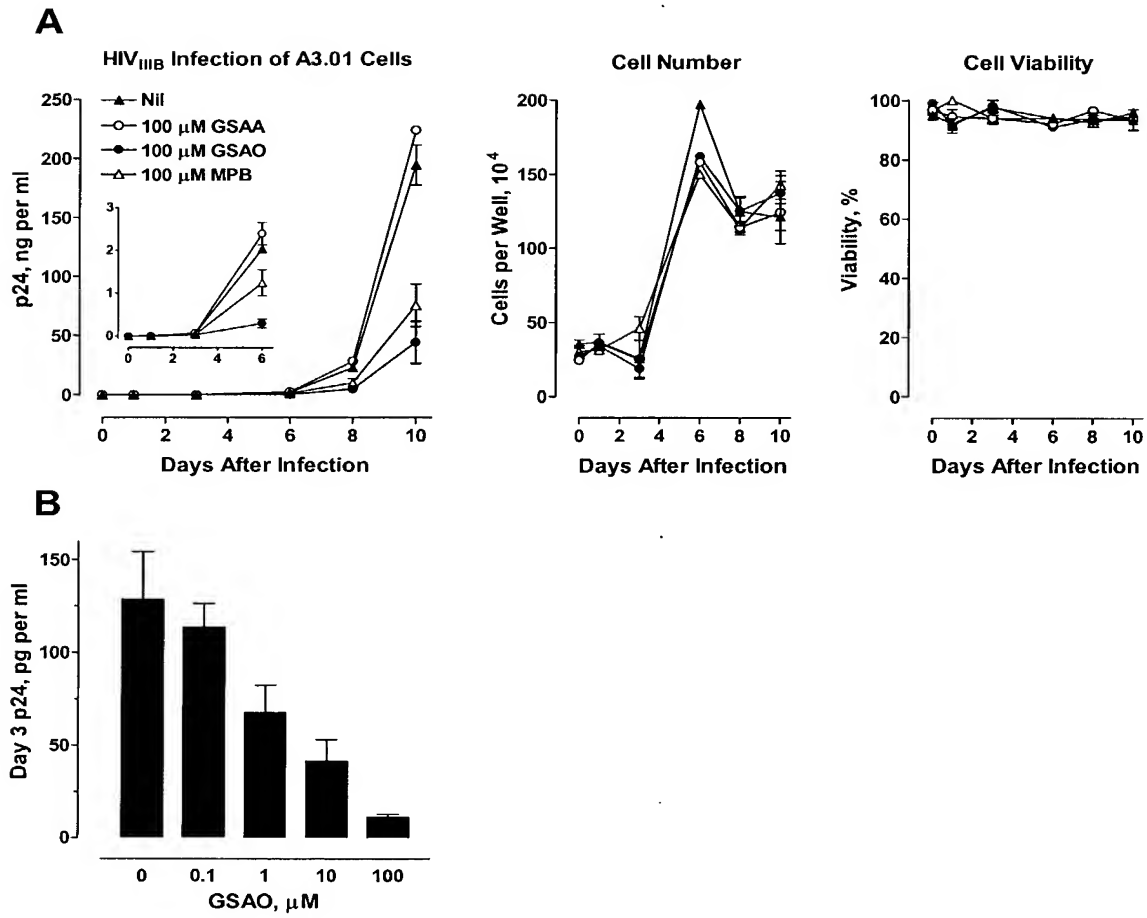 A
HIVIIIB Infection of A3.01 Cells
Nil
100 μM GSAA
100 μM GSAO
100 μM MPB
p24, ng per ml
250
200
150
100
50
0
3
2
1
0
0 2 4 6
0 2 4 6 8 10
Days After Infection
Cell Number
Cells per Well, 10⁴
200
150
100
50
0
0 2 4 6 8 10
Days After Infection
Cell Viability
Viability, %
100
80
60
40
20
0
0 2 4 6 8 10
Days After Infection
B
Day 3 p24, pg per ml
150
100
50
0
0 0.1 1 10 100
GSAO, μM